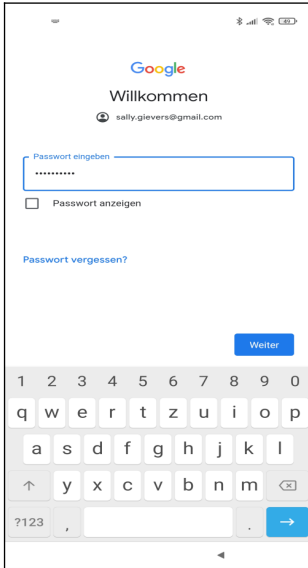 49
Google
Willkommen
sally.gievers@gmail.com
Passwort eingeben
••••••••••
Passwort anzeigen
Passwort vergessen?
Weiter
1 2 3 4 5 6 7 8 9 0
q w e r t z u i o p
a s d f g h j k l
y x c v b n m
?123 , .